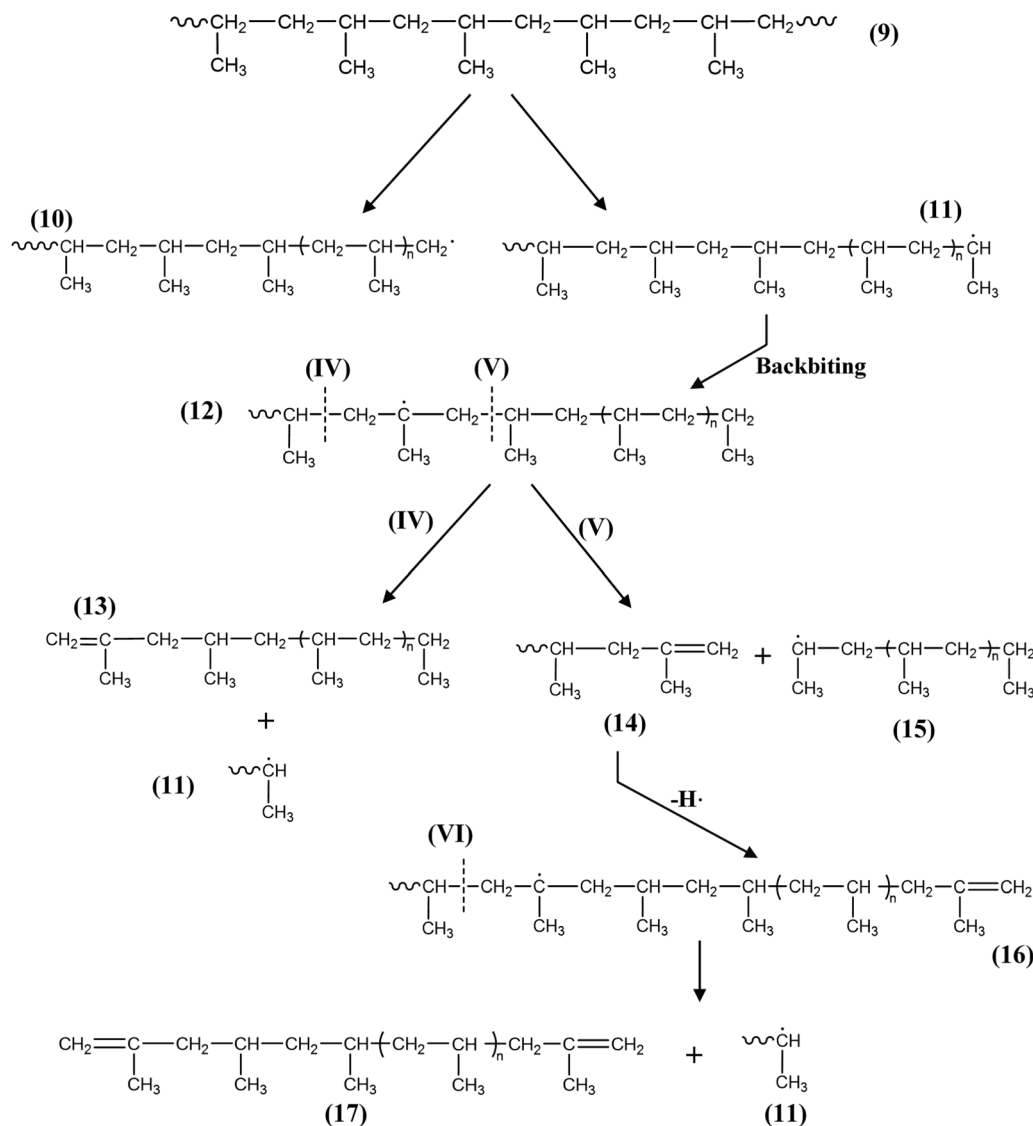 CH₂ CH₂ CH CH₂ CH CH₂ CH CH₂ CH CH₂ (9)
CH₃ CH₃ CH₃ CH₃ CH₃
(10) (11)
CH CH₂ CH CH₂ CH CH₂ CH n CH₂·
CH CH₂ CH CH₂ CH CH₂ CH CH₂ n ĊH
CH₃ CH₃ CH₃ CH₃
CH₃ CH₃ CH₃ CH₃ CH₃
Backbiting
(IV) (V)
(12) CH CH₂ Ċ CH₂ CH CH₂ CH CH₂ n CH₂
CH₃ CH₃ CH₃ CH₃ CH₃
(IV) (V)
(13)
CH₂ C CH₂ CH CH₂ CH CH₂ n CH₂
CH₃ CH₃ CH₃ CH₃
CH CH₂ C CH₂ + ĊH CH₂ CH CH₂ n CH₂
CH₃ CH₃ CH₃ CH₃ CH₃
(14) (15)
+
(11) ĊH
CH₃
-H·
(VI)
CH CH₂ Ċ CH₂ CH CH₂ CH CH₂ CH n CH₂ C CH₂
CH₃ CH₃ CH₃ CH₃ CH₃ CH₃
(16)
CH₂ C CH₂ CH CH₂ CH CH₂ CH n CH₂ C CH₂ + ĊH
CH₃ CH₃ CH₃ CH₃ CH₃ CH₃
(17) (11)